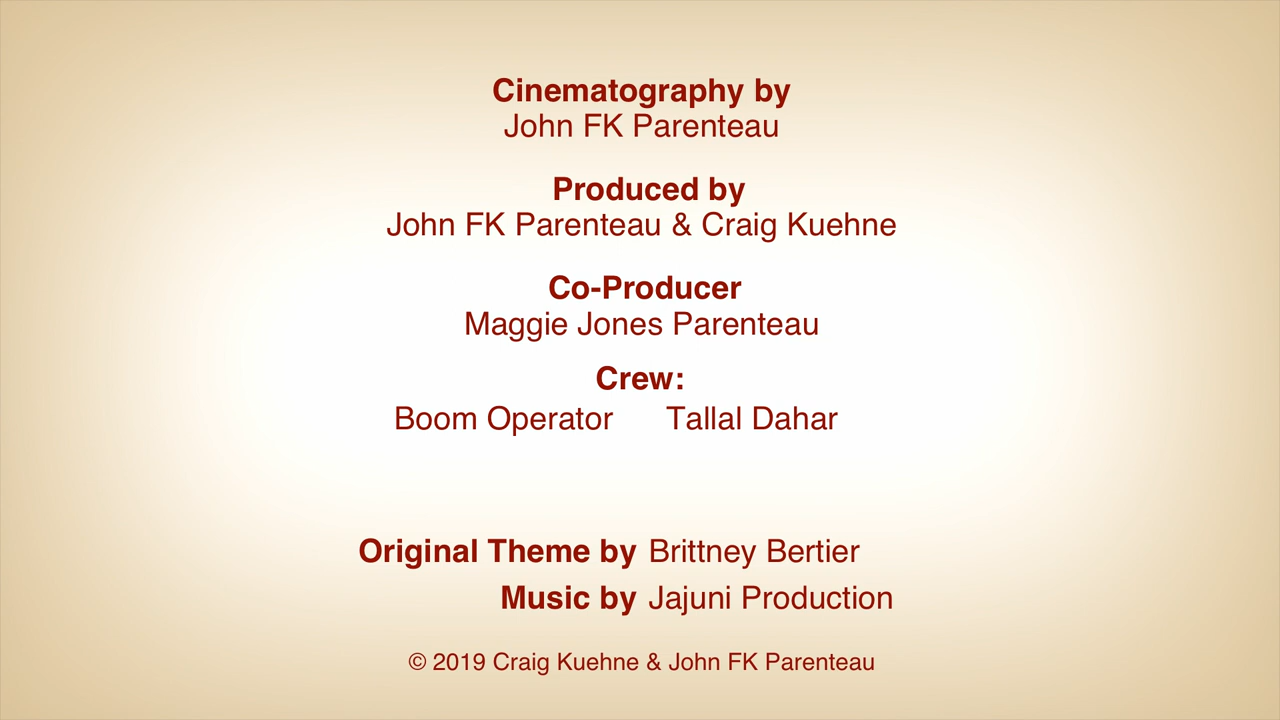 Cinematography by
John FK Parenteau
Produced by
John FK Parenteau & Craig Kuehne
Co-Producer
Maggie Jones Parenteau
Crew:
Boom Operator Tallal Dahar
Original Theme by Brittney Bertier
Music by Jajuni Production
© 2019 Craig Kuehne & John FK Parenteau